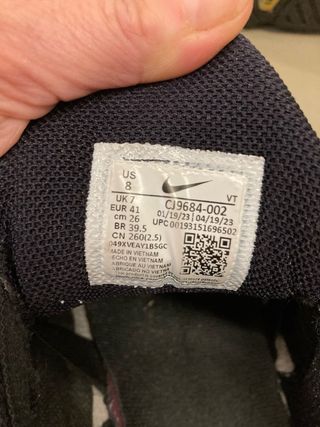 US
8
UK 7
EUR 41
cm 26
BR 39.5
CN 260(2.5)
VT
CJ9684-002
01/19/23 | 04/19/23
UPC 00193151696502
049XVEAY1B5GC
MADE IN VIETNAM
HECHO EN VIETNAM
FABRIQUE AU VIETNAM
FABRICADO NO VIETNAM